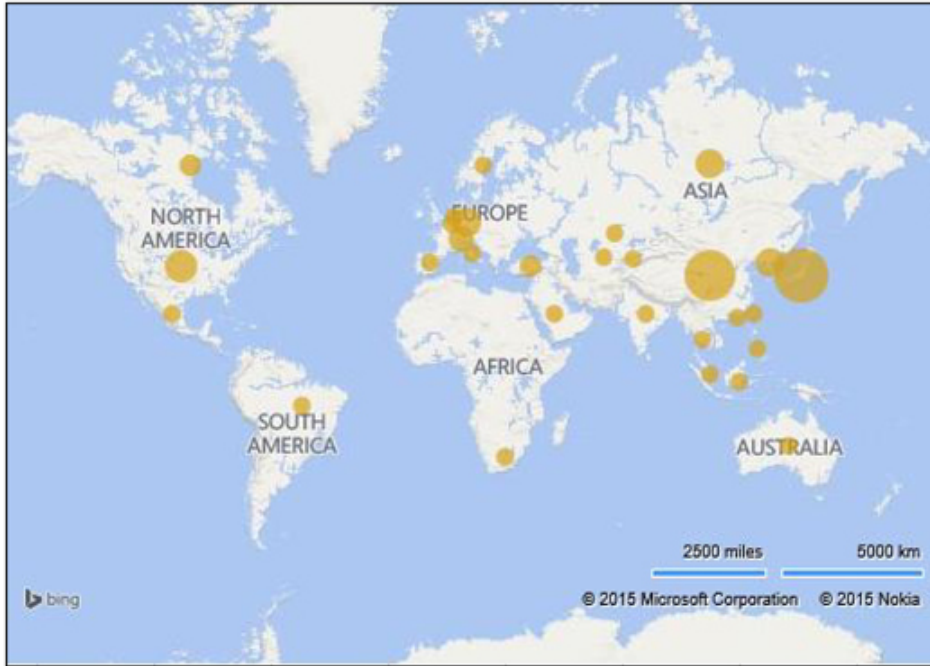 ASIA
EUROPE
NORTH
AMERICA
AFRICA
SOUTH
AMERICA
AUSTRALIA
2500 miles 5000 km
bing © 2015 Microsoft Corporation © 2015 Nokia